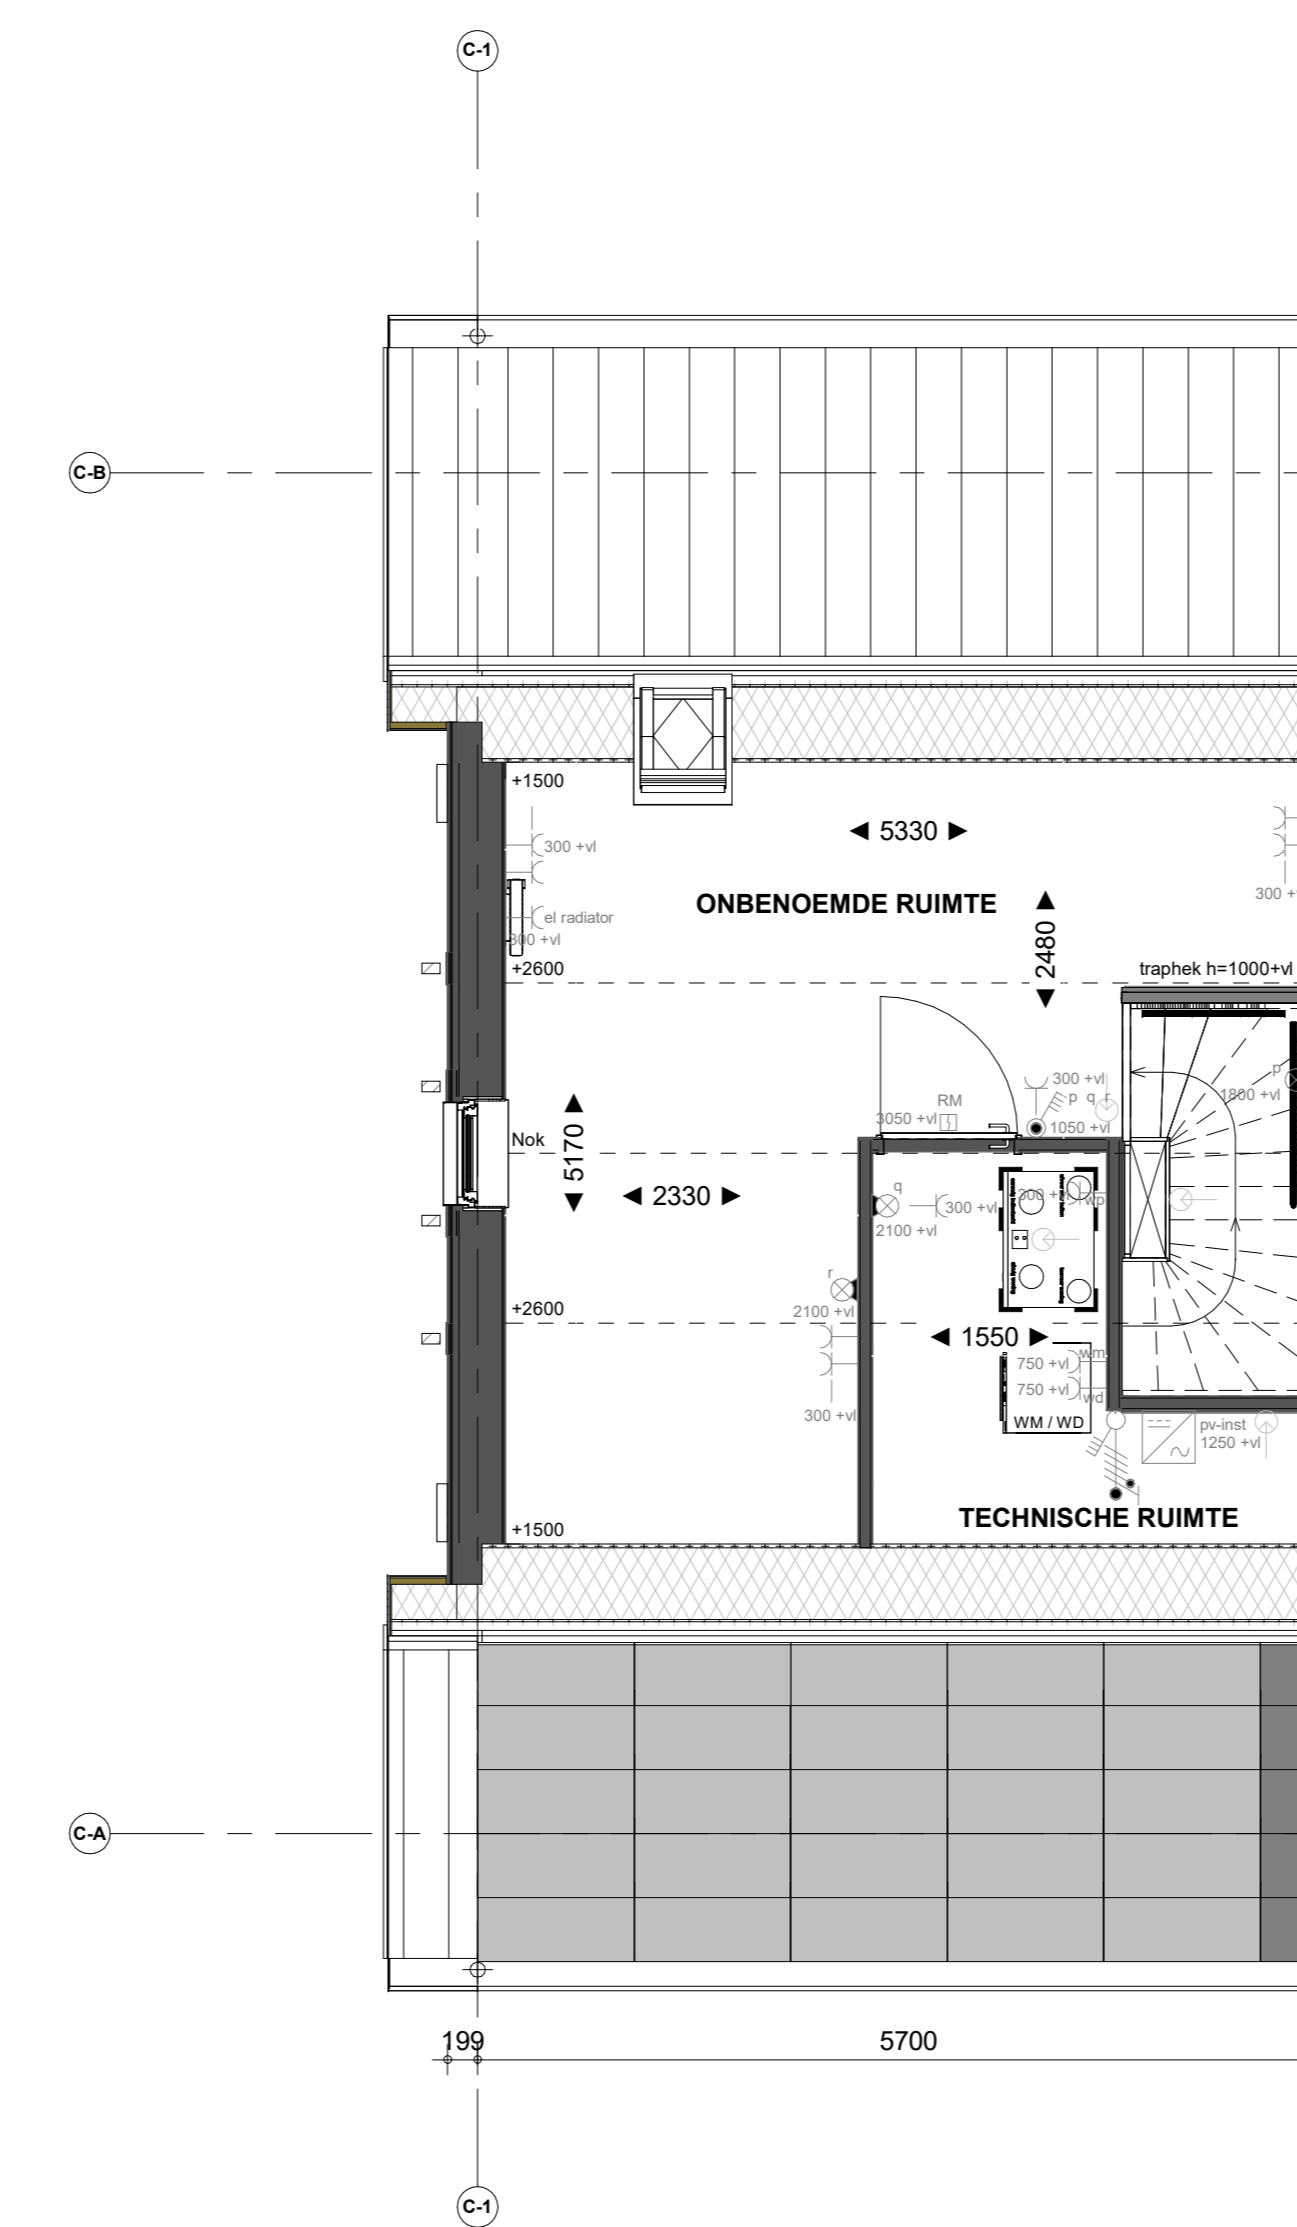 C-1
C-B
+1500
5330
300 +vl
ONBENOEMDE RUIMTE
300 +
el radiator
300 +vl
2480
+2600
traphek h=1000+vl
300 +vl
p
p q r
1800 +vl
RM
3050 +vl
1050 +vl
Nok
5170
2330
q
300 +vl
300 +vl
wp
2100 +vl
r
2100 +vl
+2600
1550
wm
750 +vl
750 +vl
wd
300 +vl
WM / WD
pv-inst
1250 +vl
TECHNISCHE RUIMTE
+1500
C-A
199
5700
C-1